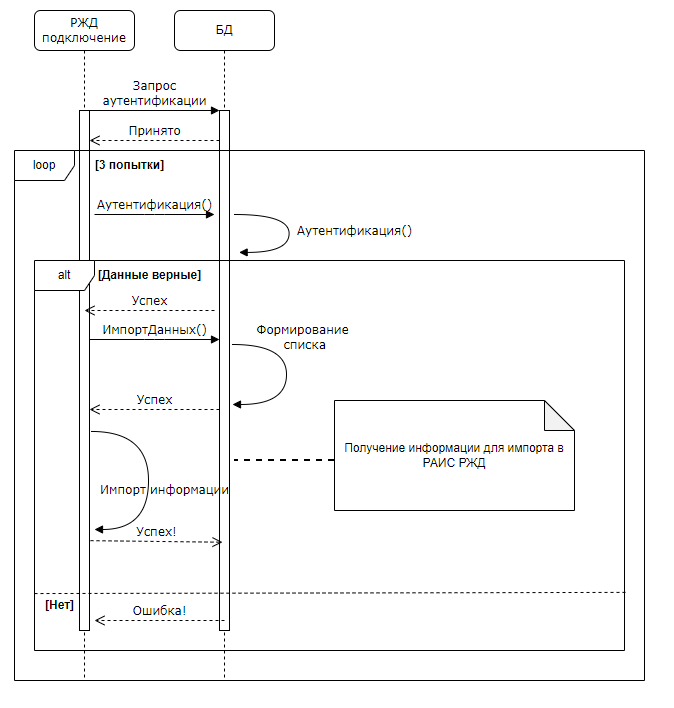 РЖД
подключение
БД
Запрос
аутентификации
Принято
loop
[3 попытки]
Аутентификация()
Аутентификация()
alt
[Данные верные]
Успех
ИмпортДанных()
Формирование
списка
Успех
Получение информации для импорта в
РАИС РЖД
Импорт информации
Успех!
[Нет]
Ошибка!